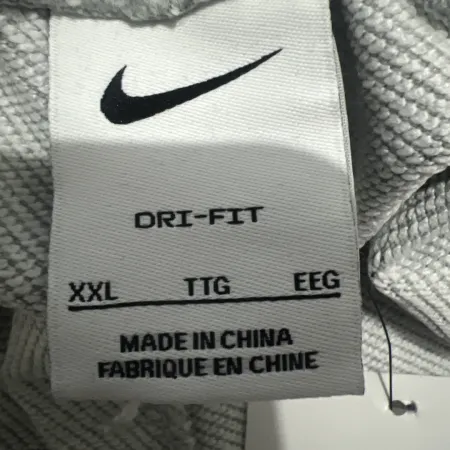 DRI-FIT
XXL TTG EEG
MADE IN CHINA
FABRIQUE EN CHINE